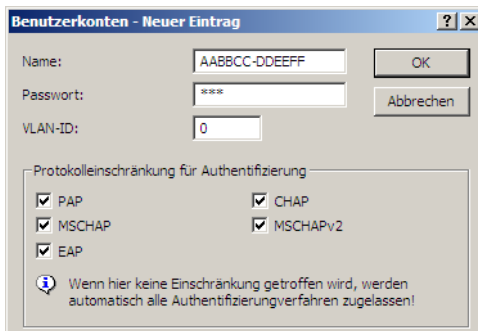 Benutzerkonten - Neuer Eintrag
Name: AABBCC-DDEEFF OK
Passwort: *** Abbrechen
VLAN-ID: 0
Protokolleinschränkung für Authentifizierung
PAP CHAP
MSCHAP MSCHAPv2
EAP
Wenn hier keine Einschränkung getroffen wird, werden
automatisch alle Authentifizierungverfahren zugelassen!